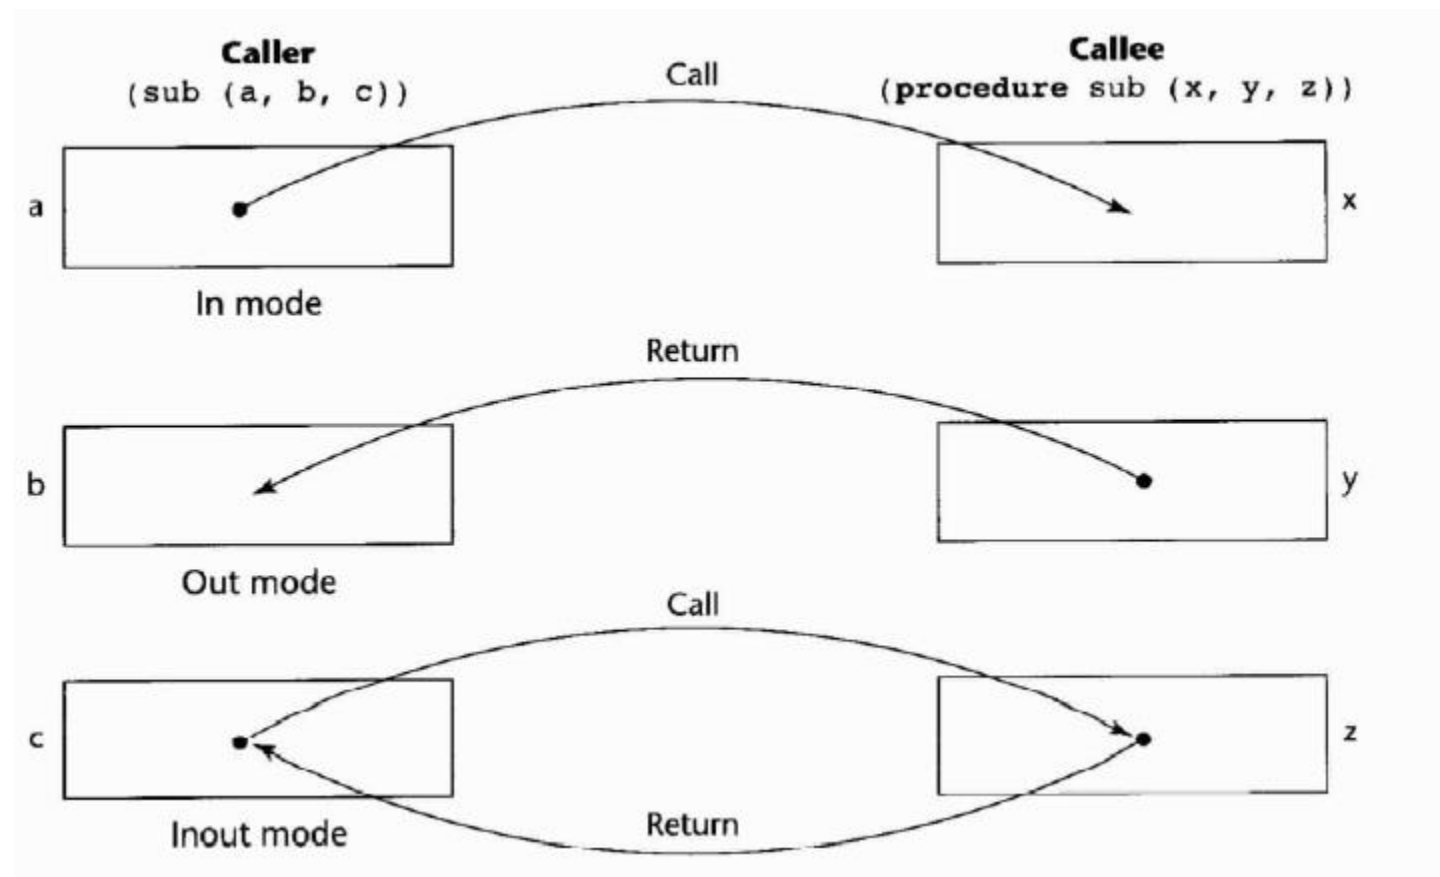 Caller
(sub (a, b, c))
Call
Callee
(procedure sub (x, y, z))
a
x
In mode
Return
b
y
Out mode
Call
c
z
Return
Inout mode